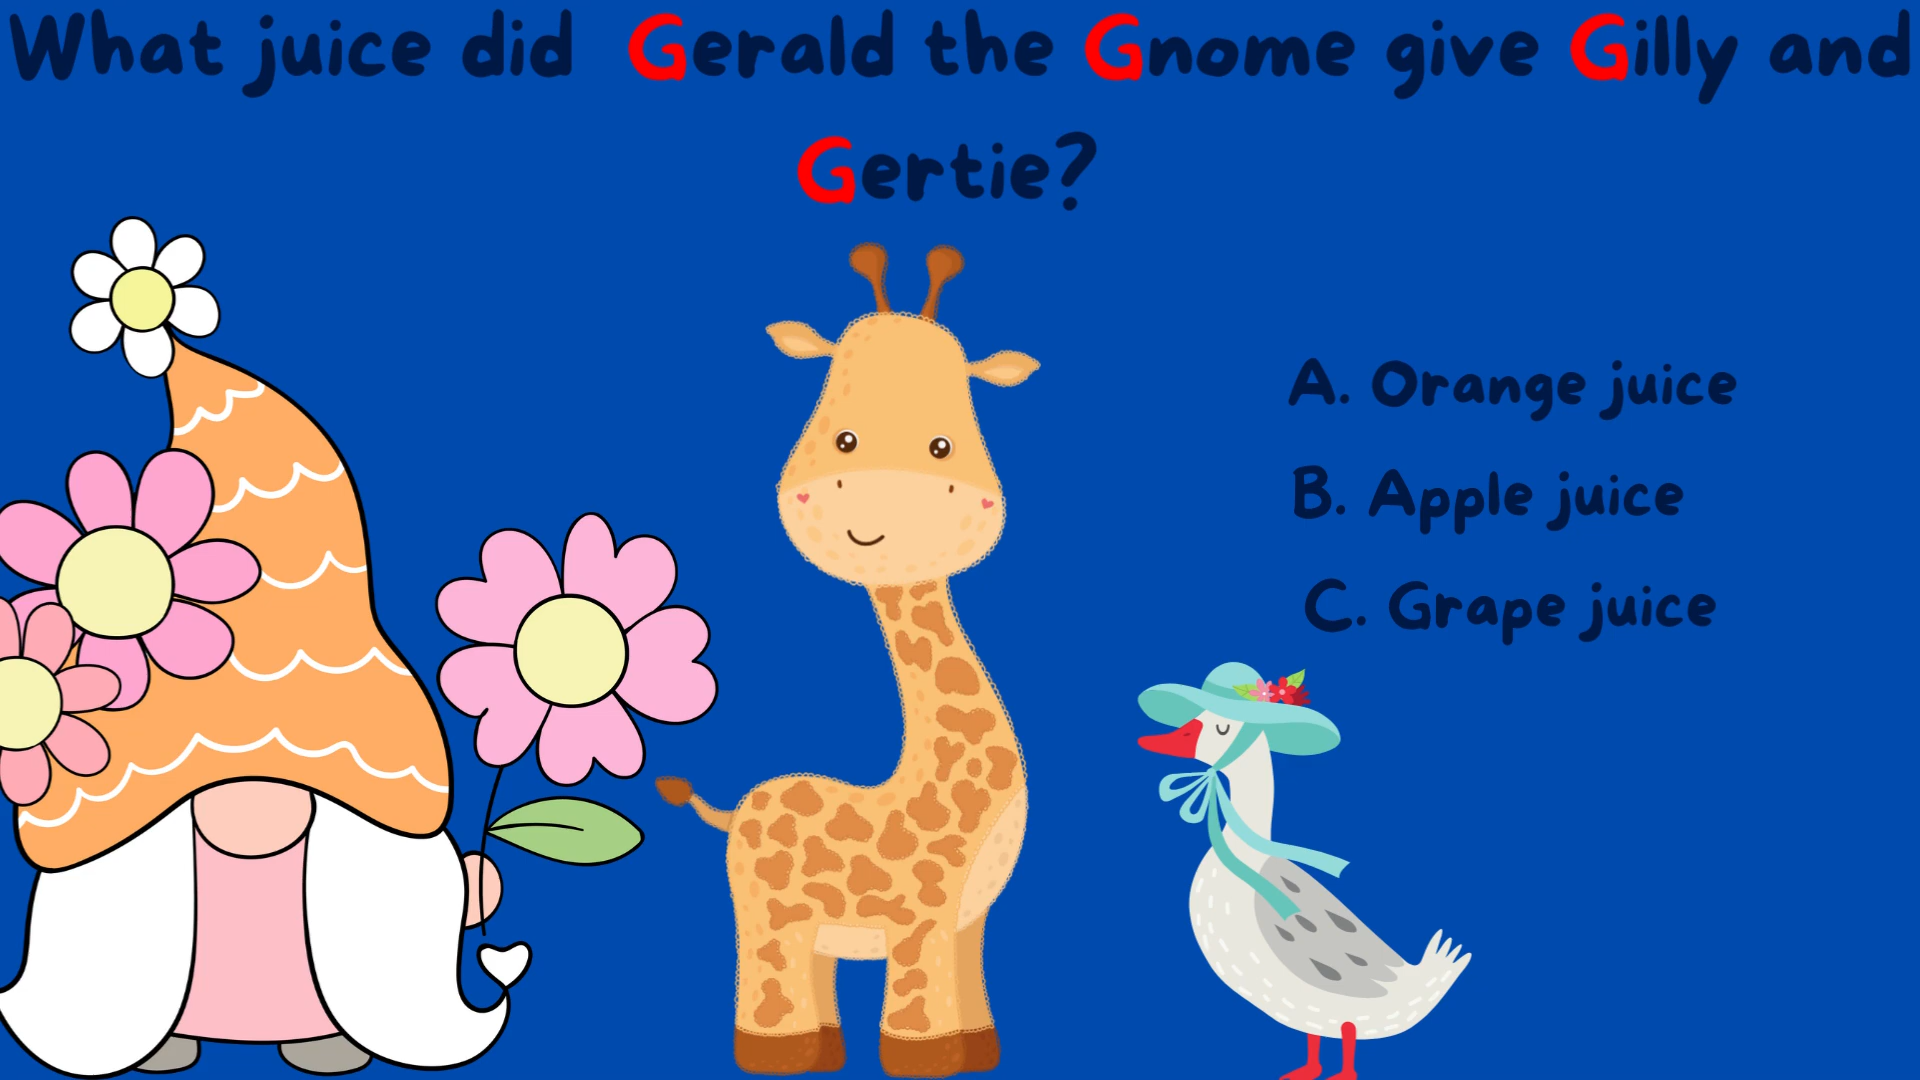 What juice did Gerald the Gnome give Gilly and
Gertie?
A. Orange juice
B. Apple juice
C. Grape juice